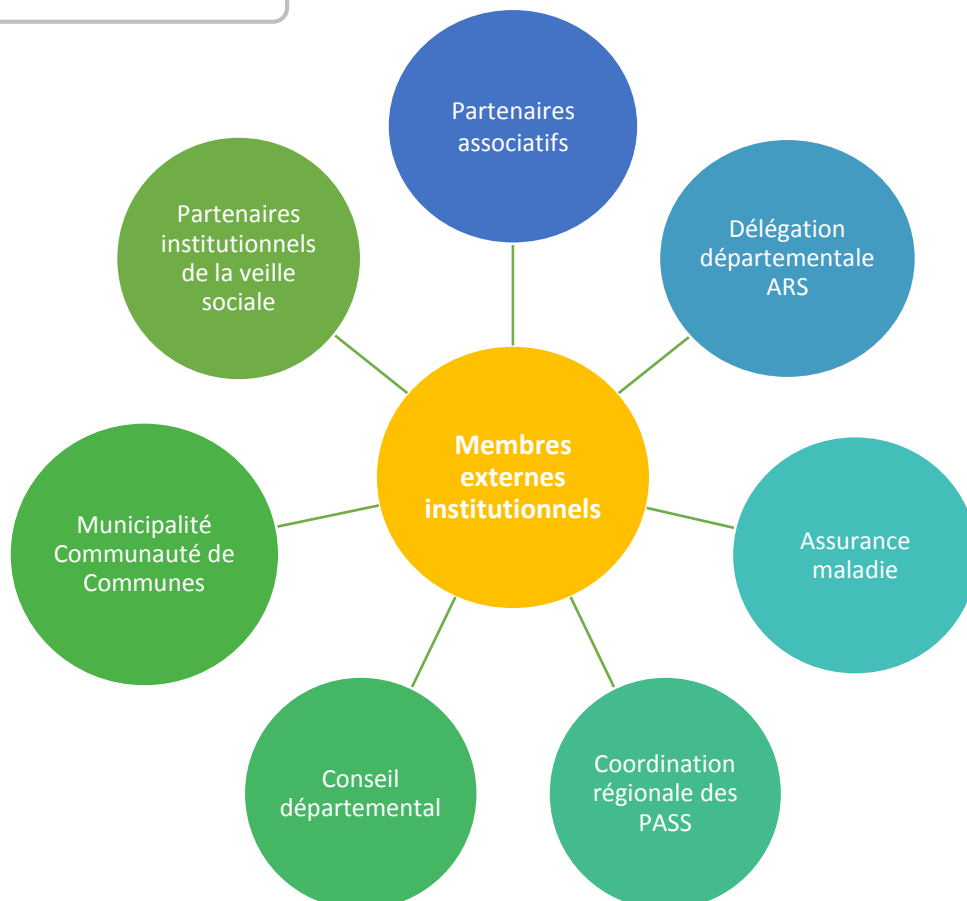 Partenaires
associatifs
Partenaires
institutionnels
de la veille
sociale
Délégation
départementale
ARS
Membres
externes
institutionnels
Municipalité
Communauté de
Communes
Assurance
maladie
Conseil
départemental
Coordination
régionale des
PASS